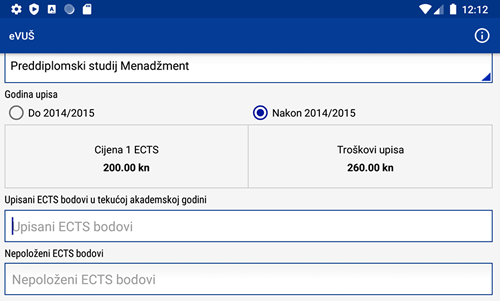 12:12
eVUŠ
Preddiplomski studij Menadžment
Godina upisa
Do 2014/2015
Nakon 2014/2015
Cijena 1 ECTS
200.00 kn
Troškovi upisa
260.00 kn
Upisani ECTS bodovi u tekućoj akademskoj godini
Upisani ECTS bodovi
Nepoloženi ECTS bodovi
Nepoloženi ECTS bodovi